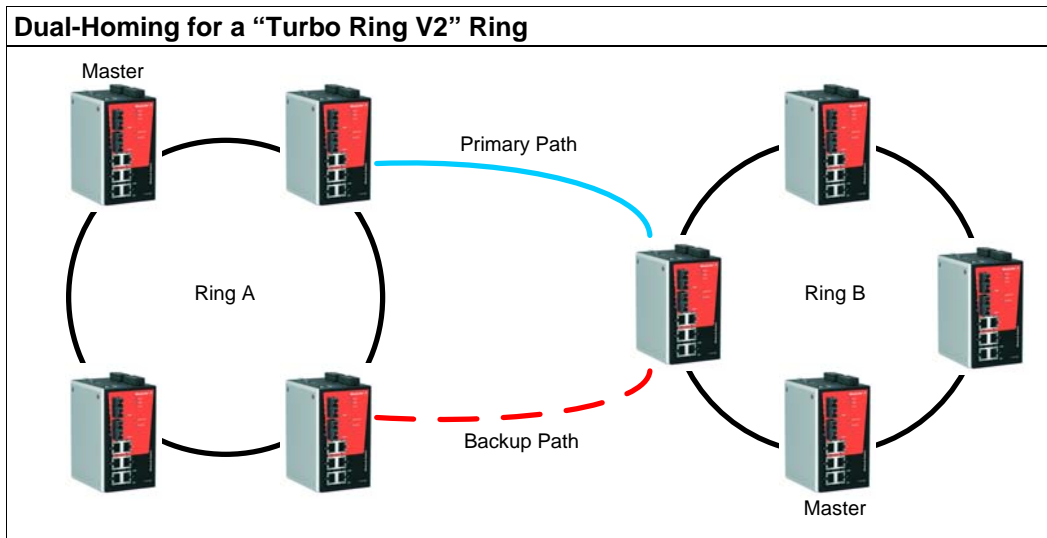 Dual-Homing for a “Turbo Ring V2” Ring
Master
Primary Path
Ring A
Ring B
Backup Path
Master